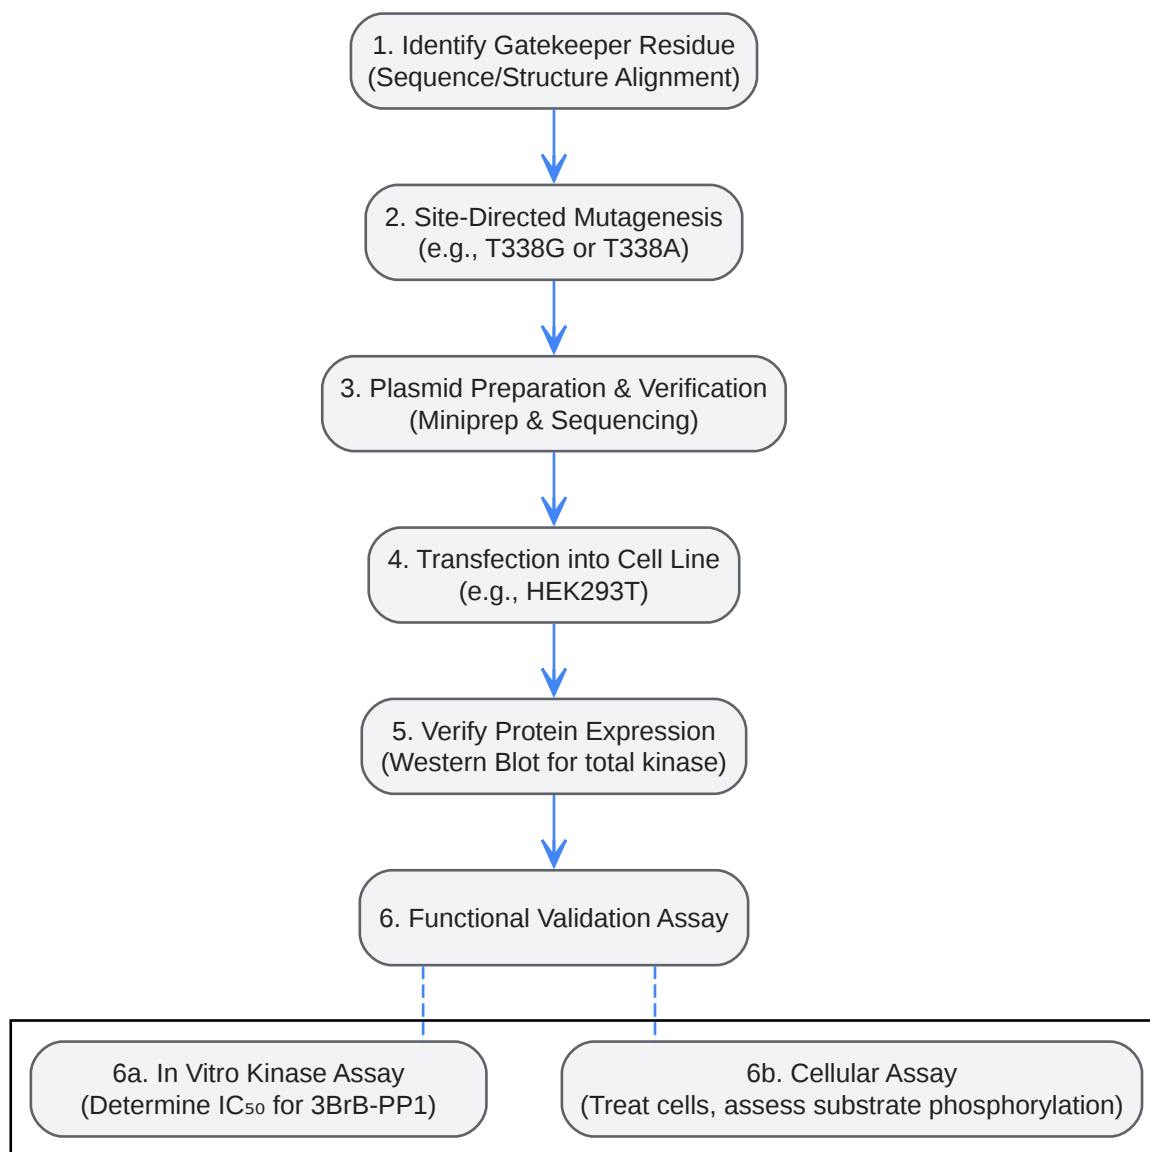 1. Identify Gatekeeper Residue
(Sequence/Structure Alignment)
2. Site-Directed Mutagenesis
(e.g., T338G or T338A)
3. Plasmid Preparation & Verification
(Miniprep & Sequencing)
4. Transfection into Cell Line
(e.g., HEK293T)
5. Verify Protein Expression
(Western Blot for total kinase)
6. Functional Validation Assay
6a. In Vitro Kinase Assay
(Determine IC₅₀ for 3BrB-PP1)
6b. Cellular Assay
(Treat cells, assess substrate phosphorylation)